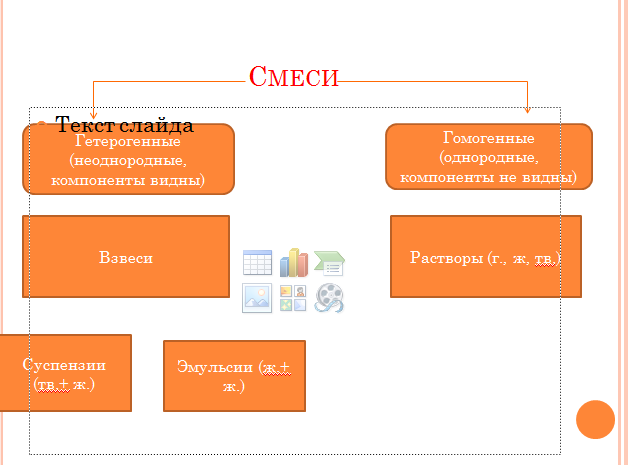 Смеси
Текст слайда
Гетерогенные
(неоднородные,
компоненты видны)
Гомогенные
(однородные,
компоненты не видны)
Взвеси
Растворы (г., ж, тв.)
Суспензии
(тв.+ ж.)
Эмульсии (ж.+
ж.)